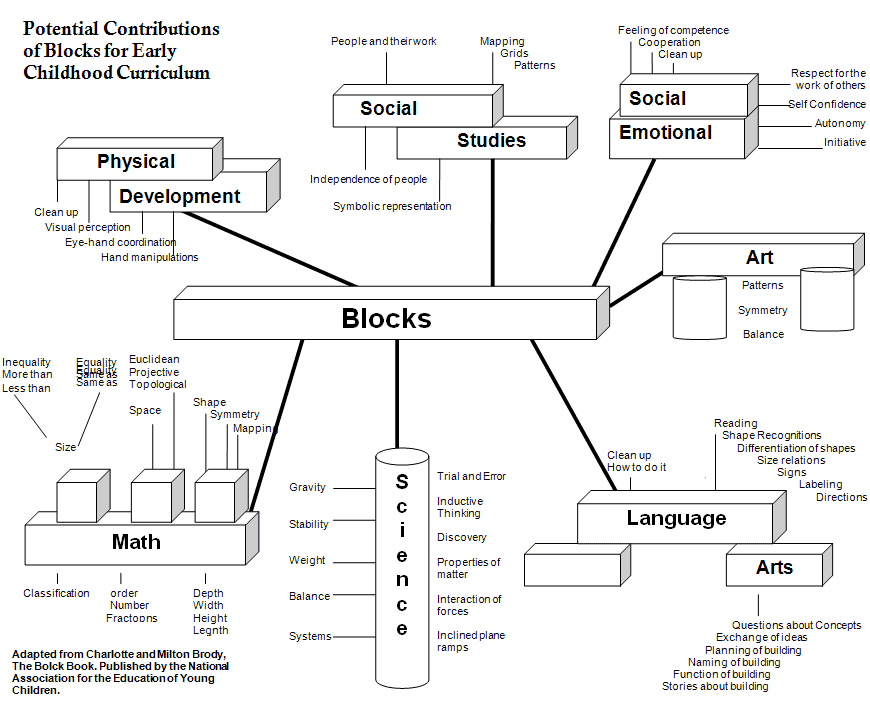 Potential Contributions
of Blocks for Early
Childhood Curriculum
People and their work
Mapping
Grids
Patterns
Social
Studies
Independence of people
Symbolic representation
Feeling of competence
Cooperation
Clean up
Social
Emotional
Respect for the
work of others
Self Confidence
Autonomy
Initiative
Physical
Development
Clean up
Visual perception
Eye-hand coordination
Hand manipulations
Art
Patterns
Symmetry
Balance
Blocks
Inequality
More than
Less than
Equality
Same as
Equality
Same as
Size
Euclidean
Projective
Topological
Space
Shape
Symmetry
Mapping
Math
Classification
order
Number
Fractoons
Depth
Width
Height
Legnth
Science
Gravity
Stability
Weight
Balance
Systems
Trial and Error
Inductive
Thinking
Discovery
Properties of
matter
Interaction of
forces
Inclined plane
ramps
Clean up
How to do it
Reading
Shape Recognitions
Differentiation of shapes
Size relations
Signs
Labeling
Directions
Language
Arts
Questions about Concepts
Exchange of ideas
Planning of building
Naming of building
Function of building
Stories about building
Adapted from Charlotte and Milton Brody,
The Bolck Book. Published by the National
Association for the Education of Young
Children.